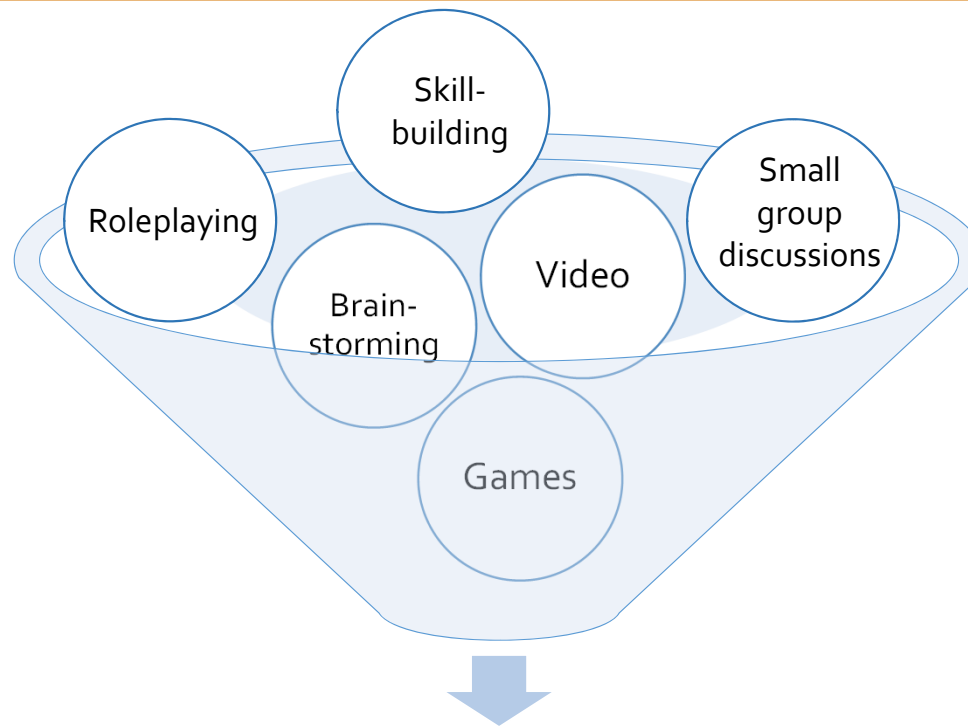 Skill-
building
Roleplaying
Small
group
discussions
Video
Brain-
storming
Games